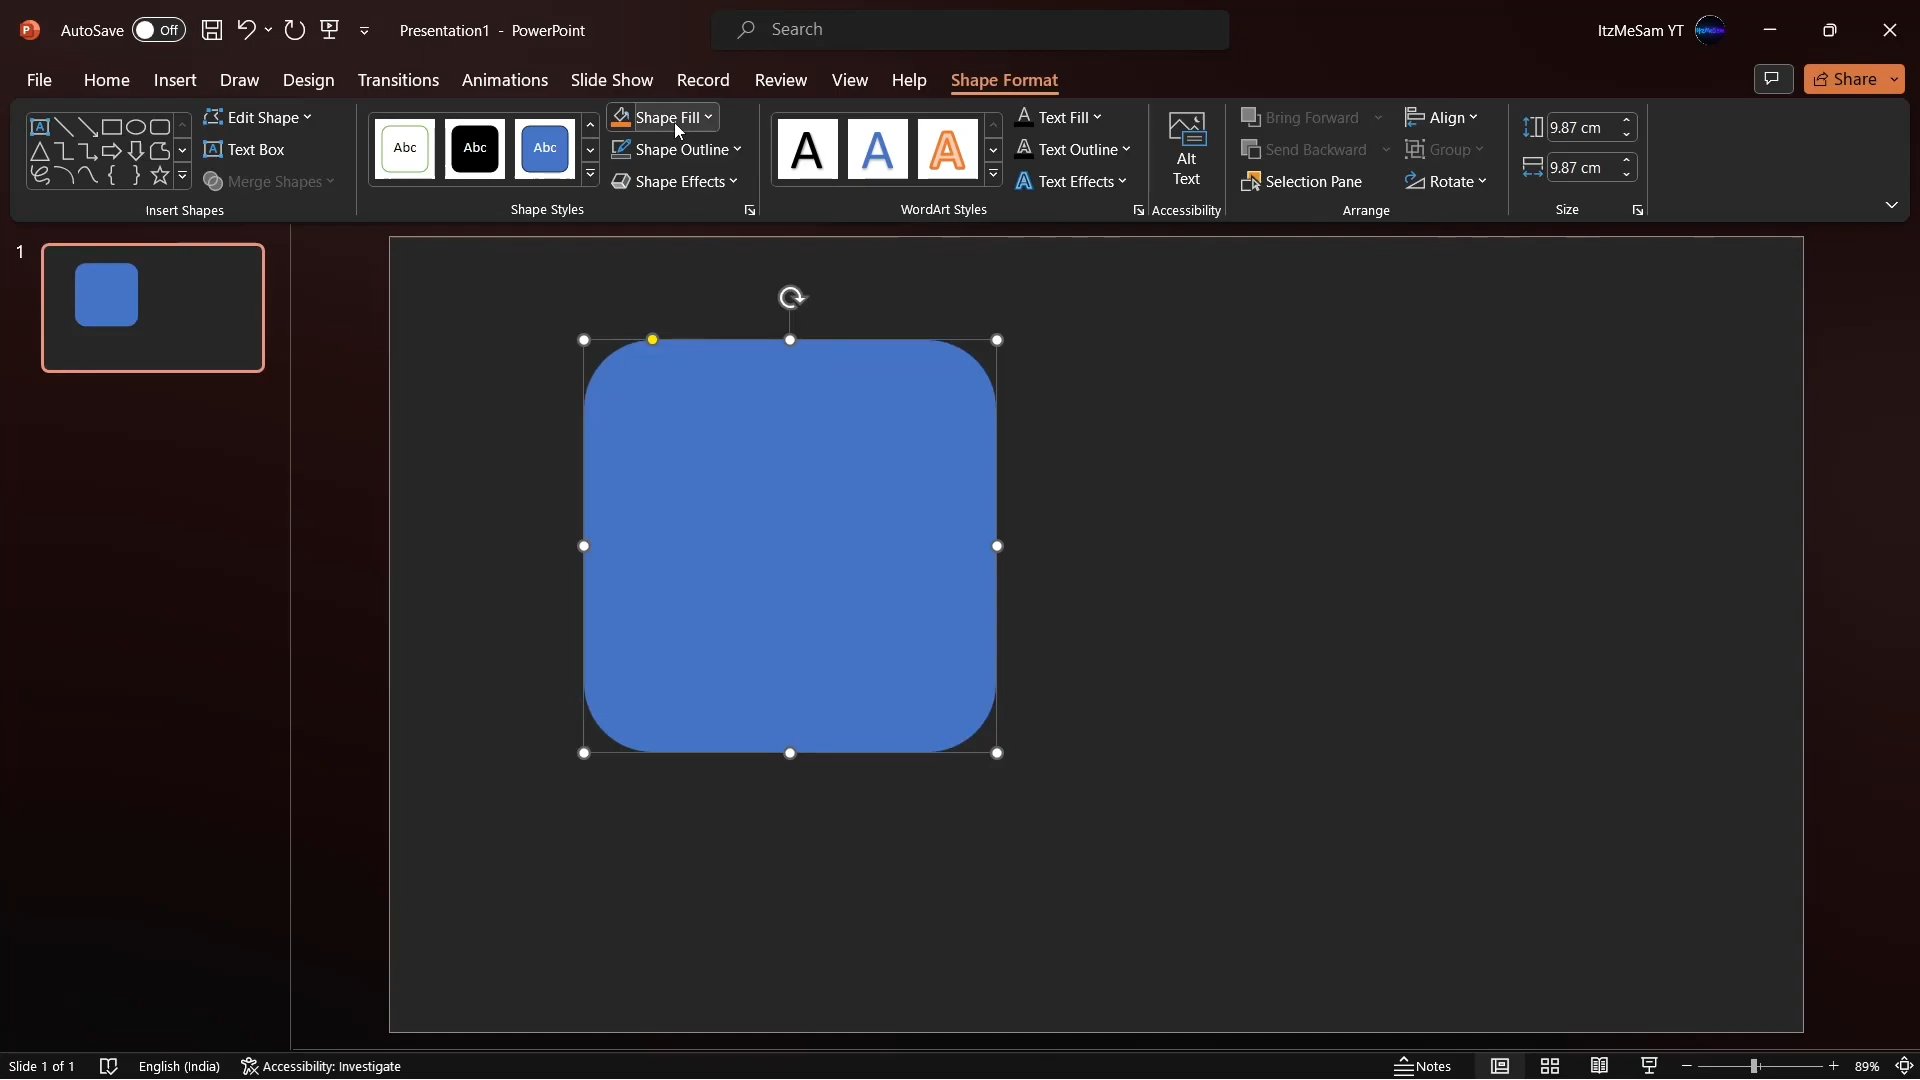 AutoSave Off Presentation1 - PowerPoint Search ItzMeSam YT
File Home Insert Draw Design Transitions Animations Slide Show Record Review View Help Shape Format Share
Edit Shape
Text Box
Merge Shapes
Insert Shapes
Abc Abc Abc
Shape Fill
Shape Outline
Shape Effects
Shape Styles
A A A
Text Fill
Text Outline
Text Effects
WordArt Styles
Alt
Text
Accessibility
Bring Forward
Send Backward
Selection Pane
Align
Group
Rotate
Arrange
9.87 cm
9.87 cm
Size
1
Slide 1 of 1 English (India) Accessibility: Investigate Notes 89%